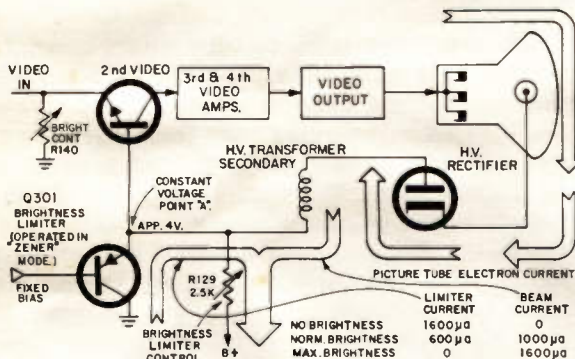 VIDEO
IN
2nd VIDEO
3rd & 4th
VIDEO
AMPS.
VIDEO
OUTPUT
BRIGHT
CONT
R140
H.V. TRANSFORMER
SECONDARY
H.V.
RECTIFIER
Q301
BRIGHTNESS
LIMITER
(OPERATED IN
"ZENER"
MODE.)
CONSTANT
VOLTAGE
POINT "A".
APP. 4V.
FIXED
BIAS
R129
2.5K
BRIGHTNESS
LIMITER
CONTROL
B+
PICTURE TUBE ELECTRON CURRENT
LIMITER CURRENT BEAM CURRENT
NO BRIGHTNESS 1600µa 0
NORM. BRIGHTNESS 600µa 1000µa
MAX. BRIGHTNESS 0 1600µa